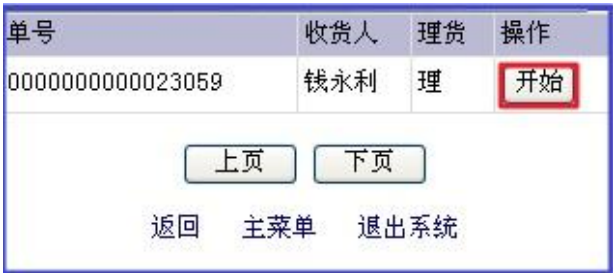 单号 收货人 理货 操作
0000000000023059 钱永利 理 开始
上页 下页
返回 主菜单 退出系统